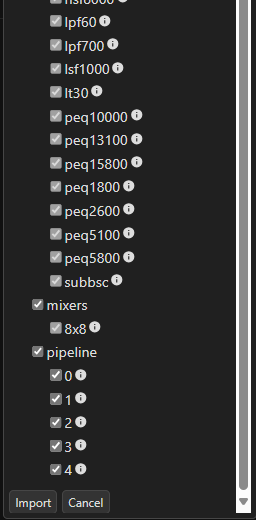 lpf60
lpf700
lsf1000
lt30
peq10000
peq13100
peq15800
peq1800
peq2600
peq5100
peq5800
subbsc
mixers
8x8
pipeline
0
1
2
3
4
Import Cancel